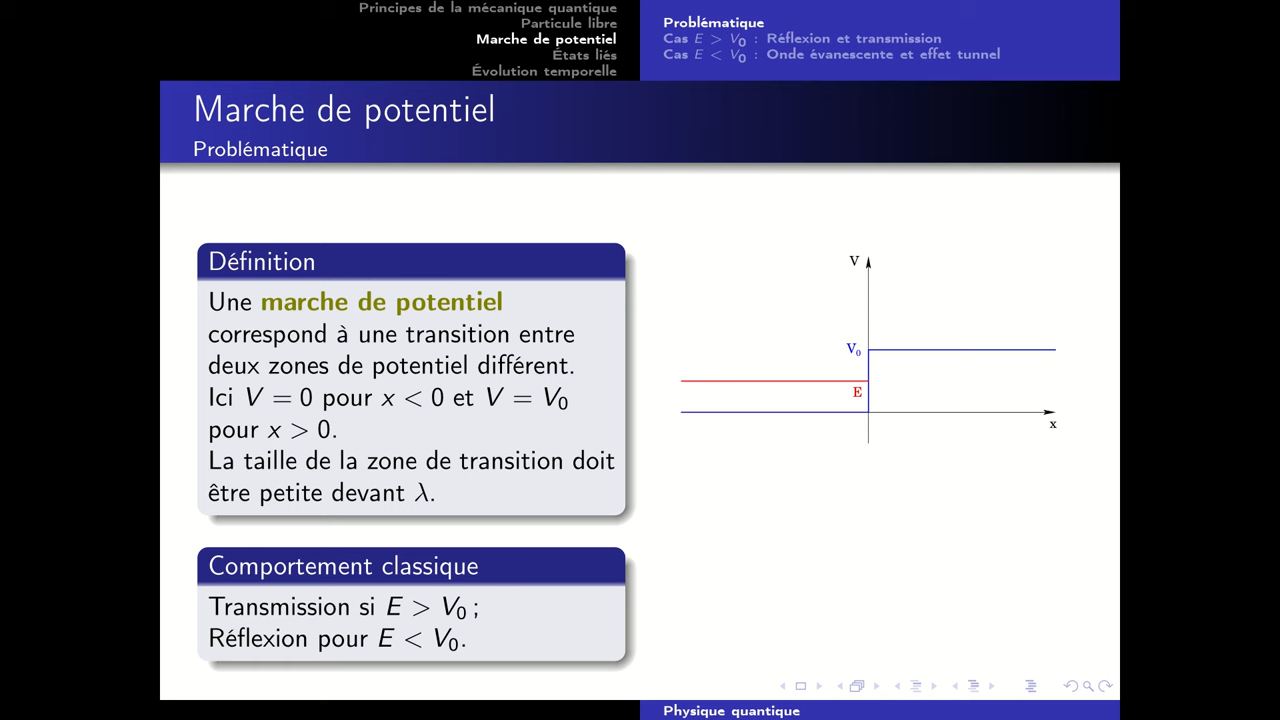 Principes de la mécanique quantique
Particule libre
Marche de potentiel
États liés
Évolution temporelle
Problématique
Cas E > V₀ : Réflexion et transmission
Cas E < V₀ : Onde évanescente et effet tunnel
Marche de potentiel
Problématique
Définition
Une marche de potentiel
correspond à une transition entre
deux zones de potentiel différent.
Ici V = 0 pour x < 0 et V = V₀
pour x > 0.
La taille de la zone de transition doit
être petite devant λ.
Comportement classique
Transmission si E > V₀ ;
Réflexion pour E < V₀.
V
V₀
E
x
Physique quantique